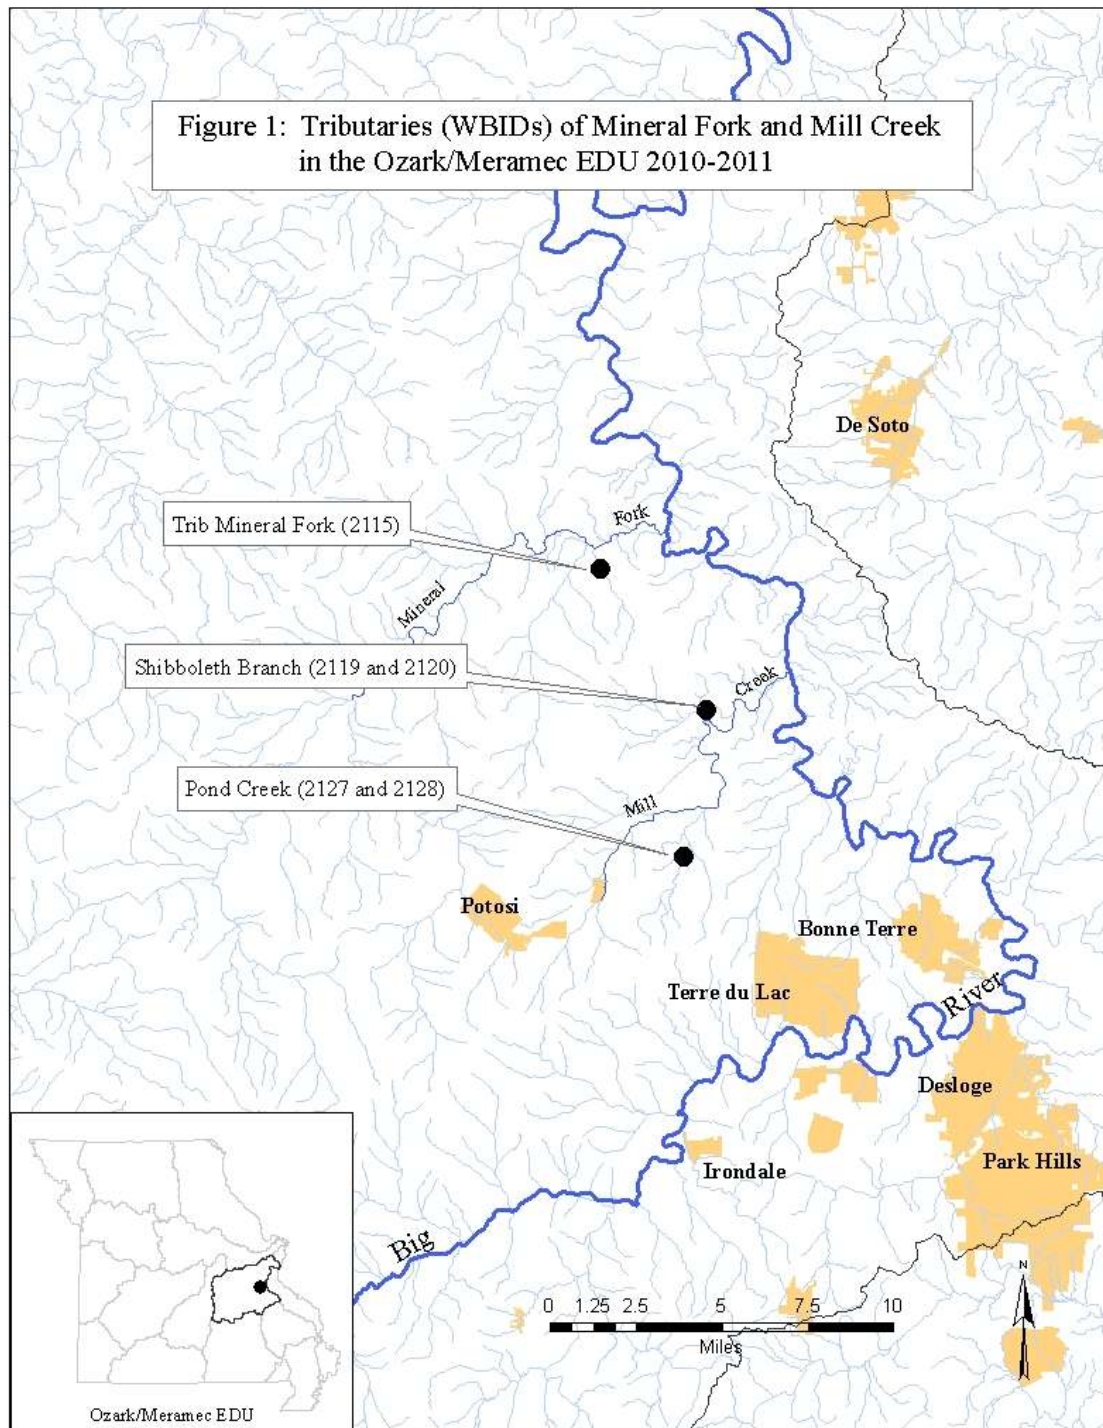 Figure 1: Tributaries (WBIDs) of Mineral Fork and Mill Creek
in the Ozark/Meramec EDU 2010-2011
De Soto
Trib Mineral Fork (2115)
Fork
Mineral
Shibboleth Branch (2119 and 2120)
Creek
Pond Creek (2127 and 2128)
Mill
Potosi
Bonne Terre
Terre du Lac
River
Desloge
Park Hills
Irondale
Big
N
0 1.25 2.5 5 7.5 10
Miles
Ozark/Meramec EDU